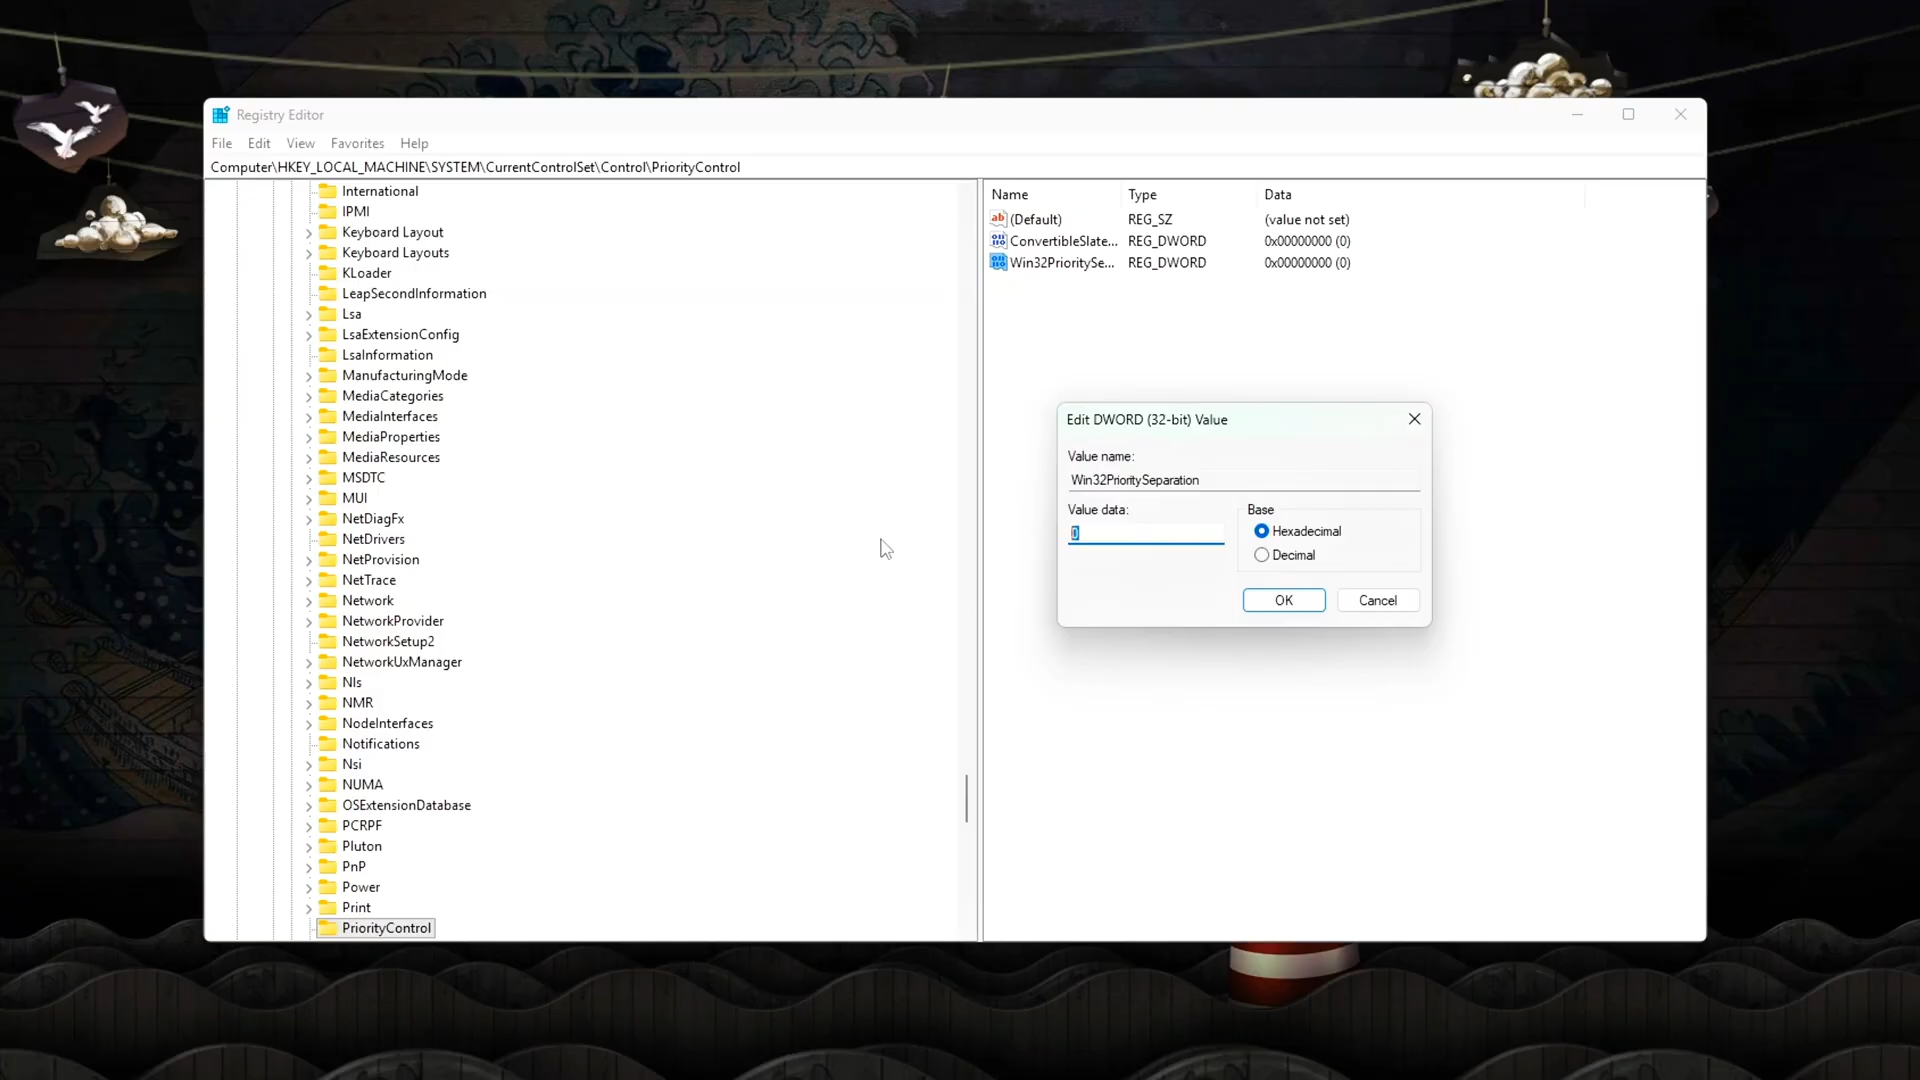 Registry Editor
File Edit View Favorites Help
Computer\HKEY_LOCAL_MACHINE\SYSTEM\CurrentControlSet\Control\PriorityControl
International
IPMI
Keyboard Layout
Keyboard Layouts
KLoader
LeapSecondInformation
Lsa
LsaExtensionConfig
LsaInformation
ManufacturingMode
MediaCategories
MediaInterfaces
MediaProperties
MediaResources
MSDTC
MUI
NetDiagFx
NetDrivers
NetProvision
NetTrace
Network
NetworkProvider
NetworkSetup2
NetworkUxManager
Nls
NMR
NodeInterfaces
Notifications
Nsi
NUMA
OSExtensionDatabase
PCRPF
Pluton
PnP
Power
Print
PriorityControl
Name Type Data
(Default) REG_SZ (value not set)
ConvertibleSlate... REG_DWORD 0x00000000 (0)
Win32PrioritySe... REG_DWORD 0x00000000 (0)
Edit DWORD (32-bit) Value
Value name:
Win32PrioritySeparation
Value data:
0
Base
Hexadecimal
Decimal
OK Cancel